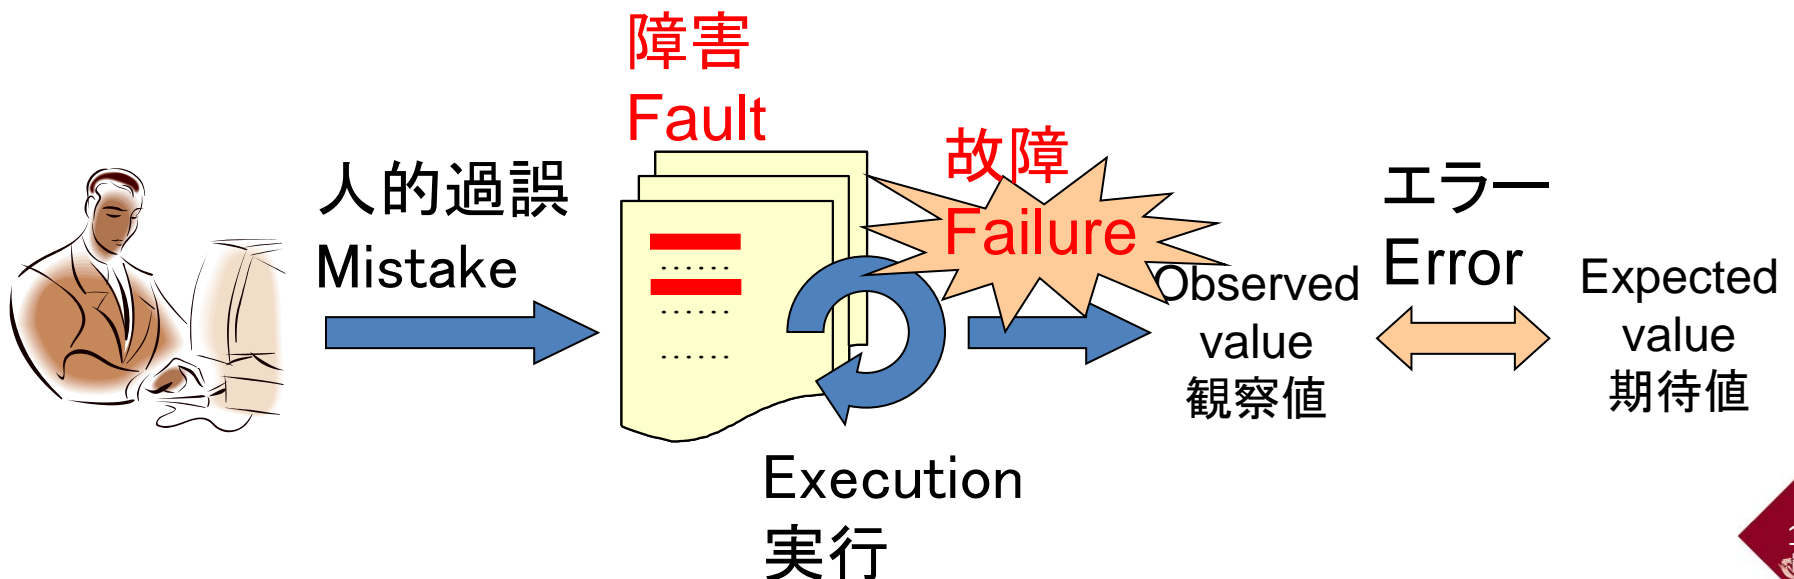 障害
Fault
人的過誤
Mistake
故障
Failure
エラー
Error
Observed
value
観察値
Expected
value
期待値
Execution
実行